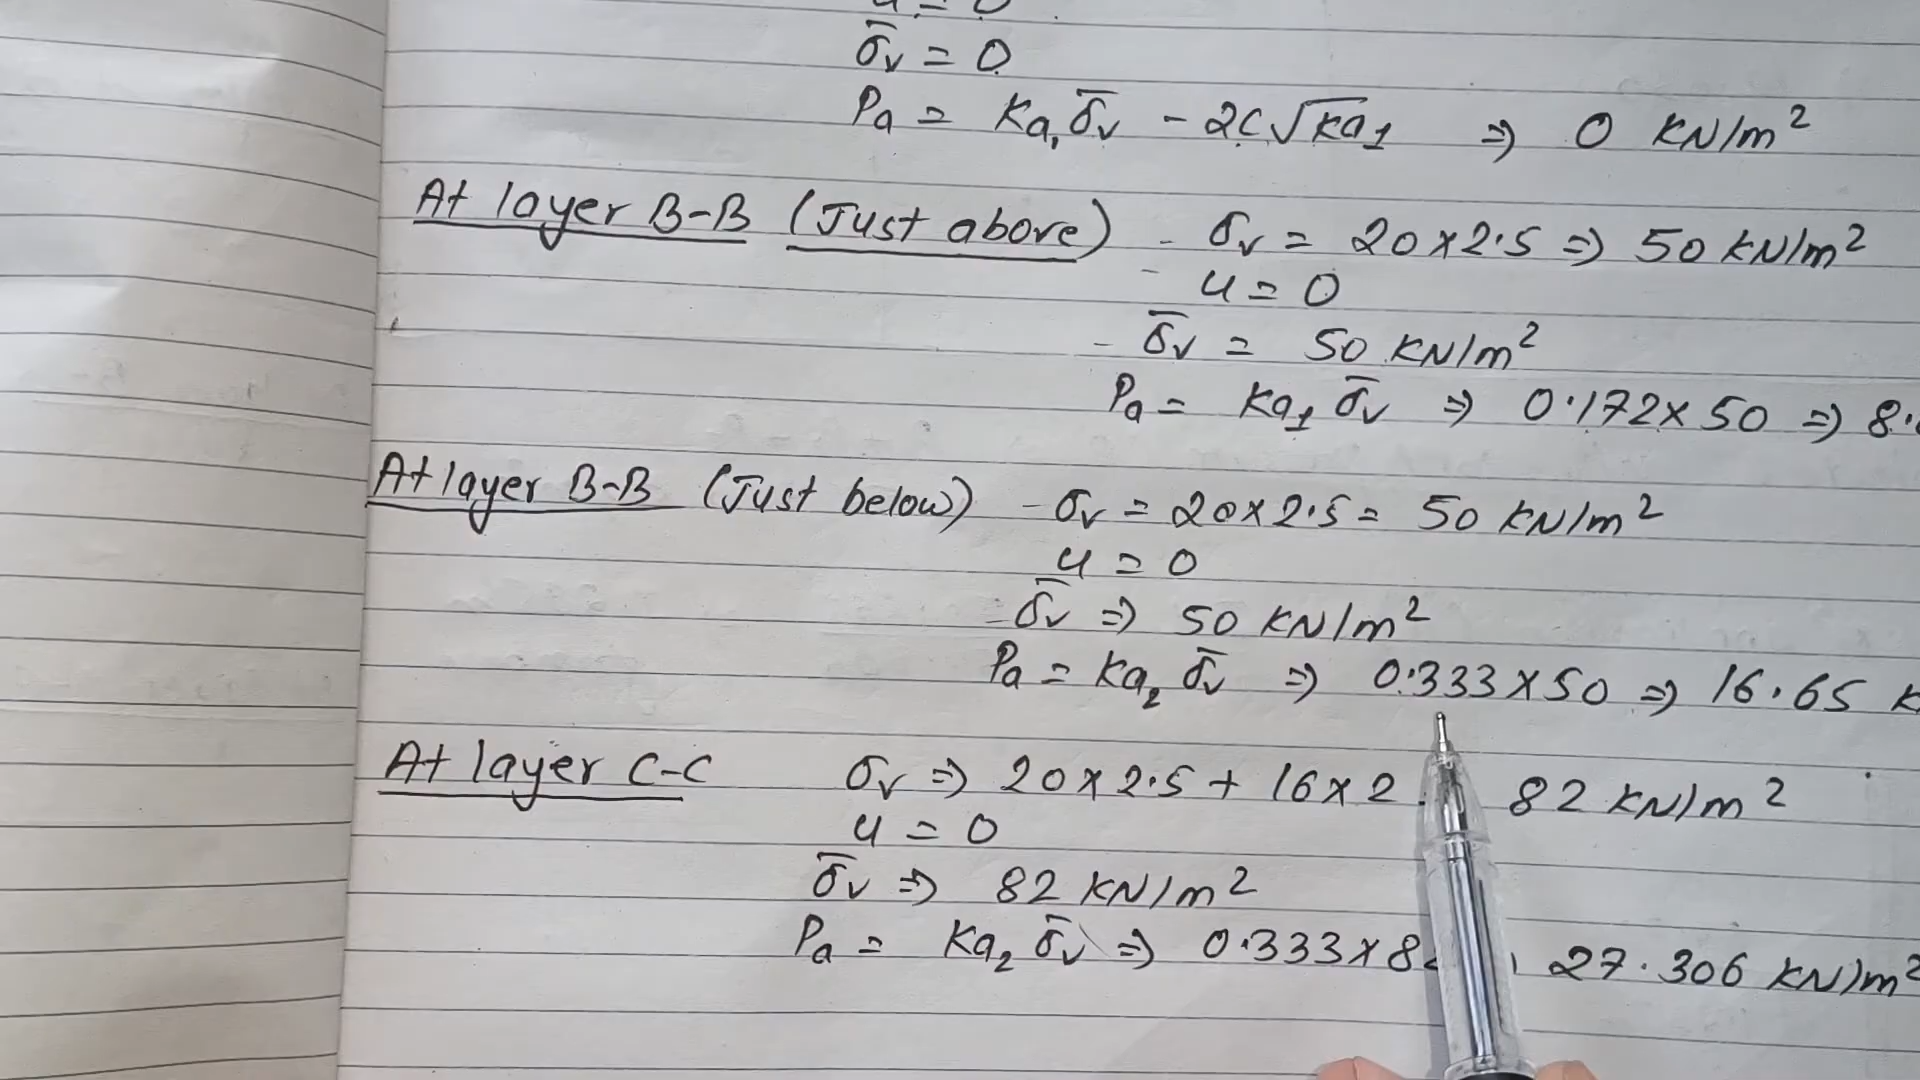 σ̅v = 0
Pa = Ka1 σ̅v - 2C√Ka1 ⇒ 0 KN/m²
At layer B-B (Just above) - σv = 20×2.5 ⇒ 50 KN/m²
u = 0
- σ̅v = 50 KN/m²
Pa = Ka1 σ̅v ⇒ 0.172×50 ⇒ 8.
At layer B-B (Just below) - σv = 20×2.5 = 50 KN/m²
u = 0
- σ̅v ⇒ 50 KN/m²
Pa = Ka2 σ̅v ⇒ 0.333×50 ⇒ 16.65 K
At layer C-C σv ⇒ 20×2.5 + 16×2 82 KN/m²
u = 0
σ̅v ⇒ 82 KN/m²
Pa = Ka2 σ̅v ⇒ 0.333×8 27.306 KN/m²